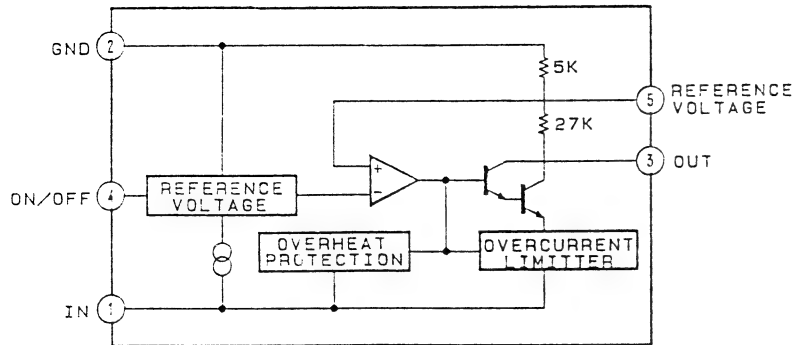 GND 2
5K
5 REFERENCE
VOLTAGE
27K
3 OUT
+
-
ON/OFF 4
REFERENCE
VOLTAGE
OVERHEAT
PROTECTION
OVERCURRENT
LIMITTER
IN 1